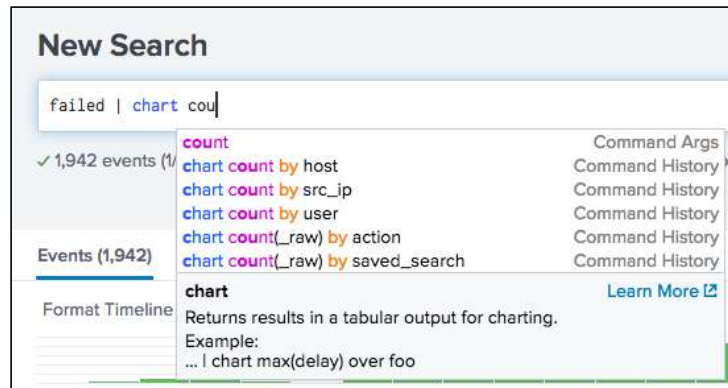 New Search
failed | chart cou
✓ 1,942 events (1/
count Command Args
chart count by host Command History
chart count by src_ip Command History
chart count by user Command History
chart count(_raw) by action Command History
chart count(_raw) by saved_search Command History
Events (1,942)
chart Learn More
Format Timeline
Returns results in a tabular output for charting.
Example:
... | chart max(delay) over foo